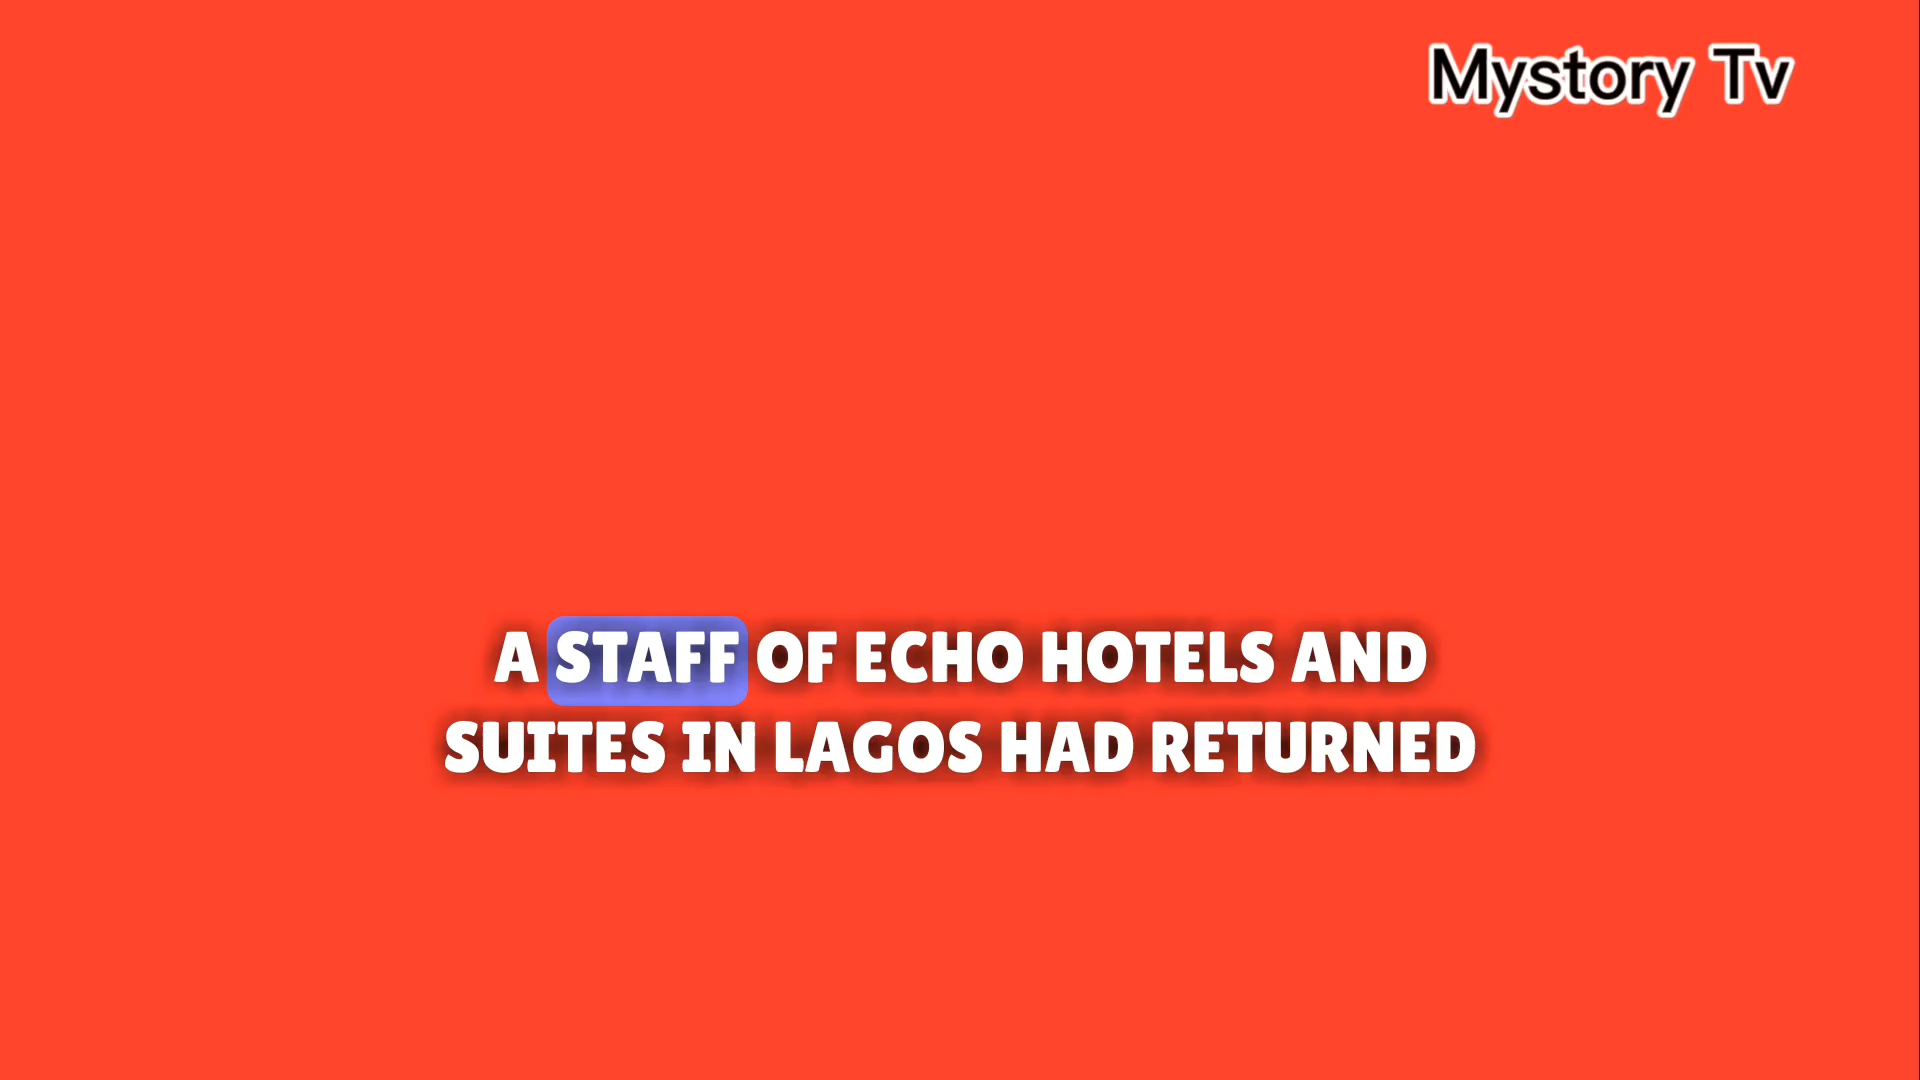 Mystory Tv
A STAFF OF ECHO HOTELS AND
SUITES IN LAGOS HAD RETURNED